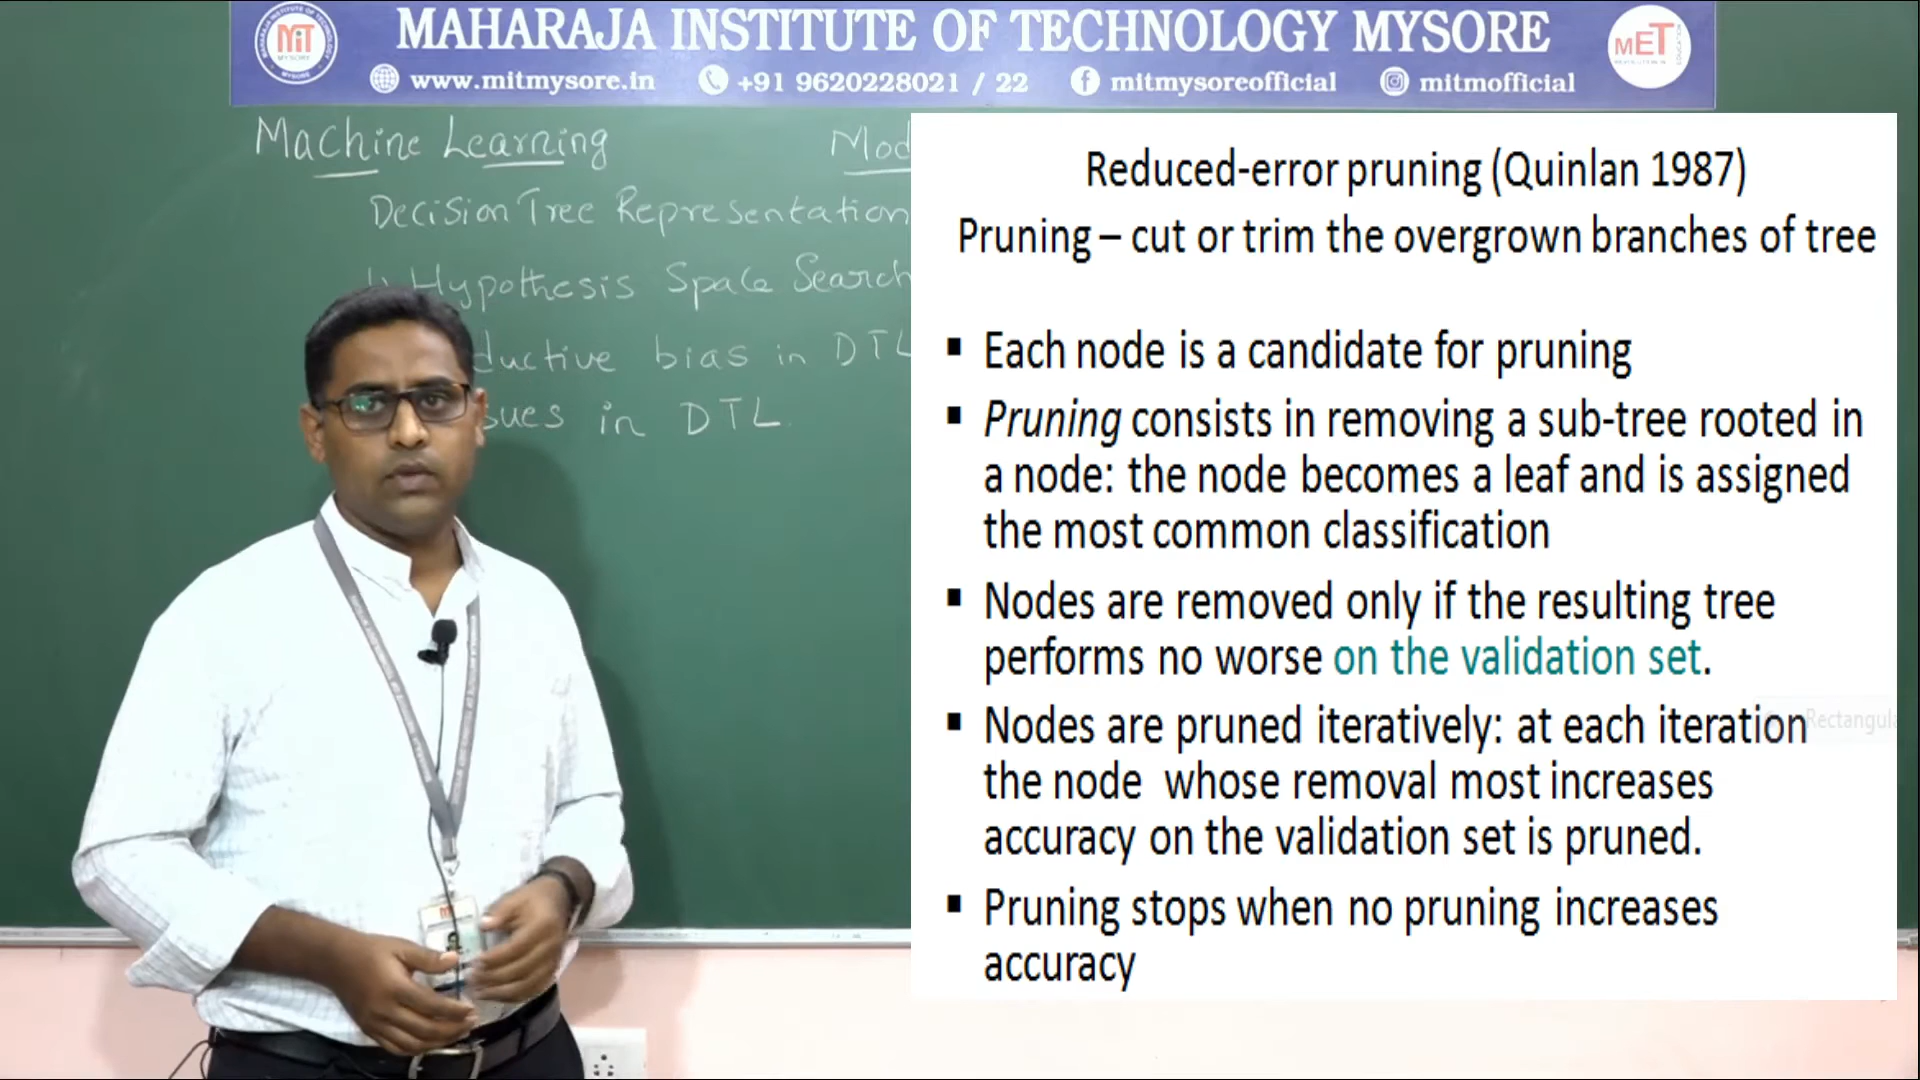 MAHARAJA INSTITUTE OF TECHNOLOGY MYSORE
www.mitmysore.in +91 9620228021 / 22 mitmysoreofficial mitmofficial
MiT
MYSORE
MET
Machine Learning Mod
Decision Tree Representation
Hypothesis Space Search
ductive bias in DTL
sues in DTL
Reduced-error pruning (Quinlan 1987)
Pruning – cut or trim the overgrown branches of tree
▪ Each node is a candidate for pruning
▪ Pruning consists in removing a sub-tree rooted in
a node: the node becomes a leaf and is assigned
the most common classification
▪ Nodes are removed only if the resulting tree
performs no worse on the validation set.
▪ Nodes are pruned iteratively: at each iteration
the node whose removal most increases
accuracy on the validation set is pruned.
▪ Pruning stops when no pruning increases
accuracy
Rectangula